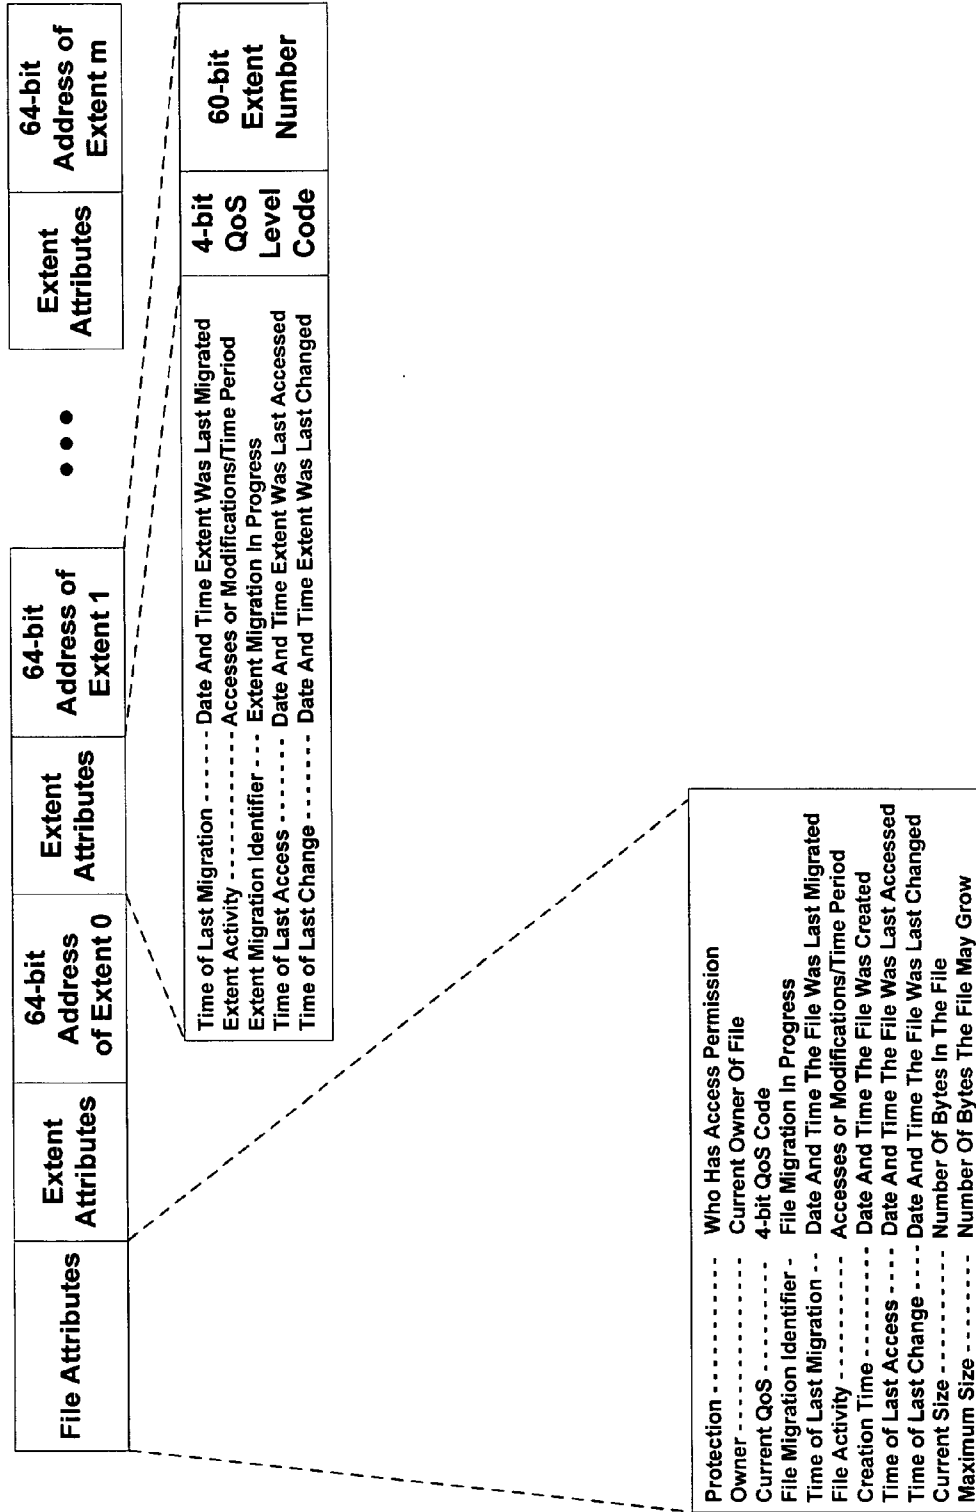 File Attributes
Extent
Attributes
64-bit
Address
of Extent 0
Extent
Attributes
64-bit
Address of
Extent 1
• • •
Extent
Attributes
64-bit
Address of
Extent m
Time of Last Migration - - - - - - - Date And Time Extent Was Last Migrated
Extent Activity - - - - - - - - - - - - Accesses or Modifications/Time Period
Extent Migration Identifier - - - Extent Migration In Progress
Time of Last Access - - - - - - - Date And Time Extent Was Last Accessed
Time of Last Change - - - - - - - Date And Time Extent Was Last Changed
4-bit
QoS
Level
Code
60-bit
Extent
Number
Protection - - - - - - - - - - - - Who Has Access Permission
Owner - - - - - - - - - - - - - - - Current Owner Of File
Current QoS - - - - - - - - - 4-bit QoS Code
File Migration Identifier - File Migration In Progress
Time of Last Migration - - Date And Time The File Was Last Migrated
File Activity - - - - - - - - - - Accesses or Modifications/Time Period
Creation Time - - - - - - - - - Date And Time The File Was Created
Time of Last Access - - - - Date And Time The File Was Last Accessed
Time of Last Change - - - - Date And Time The File Was Last Changed
Current Size - - - - - - - - - - Number Of Bytes In The File
Maximum Size - - - - - - - - Number Of Bytes The File May Grow